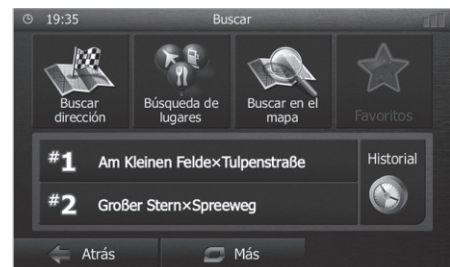 19:35 Buscar
Buscar dirección
Búsqueda de lugares
Buscar en el mapa
Favoritos
#1 Am Kleinen Felde×Tulpenstraße
Historial
#2 Großer Stern×Spreeweg
Atrás Más